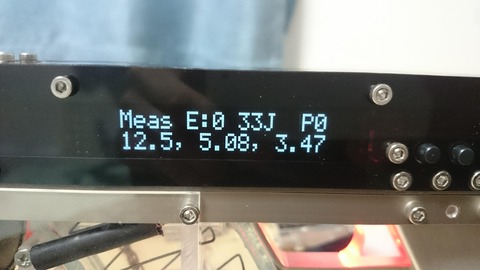 Meas E:0 33J  P0
12.5, 5.08, 3.47